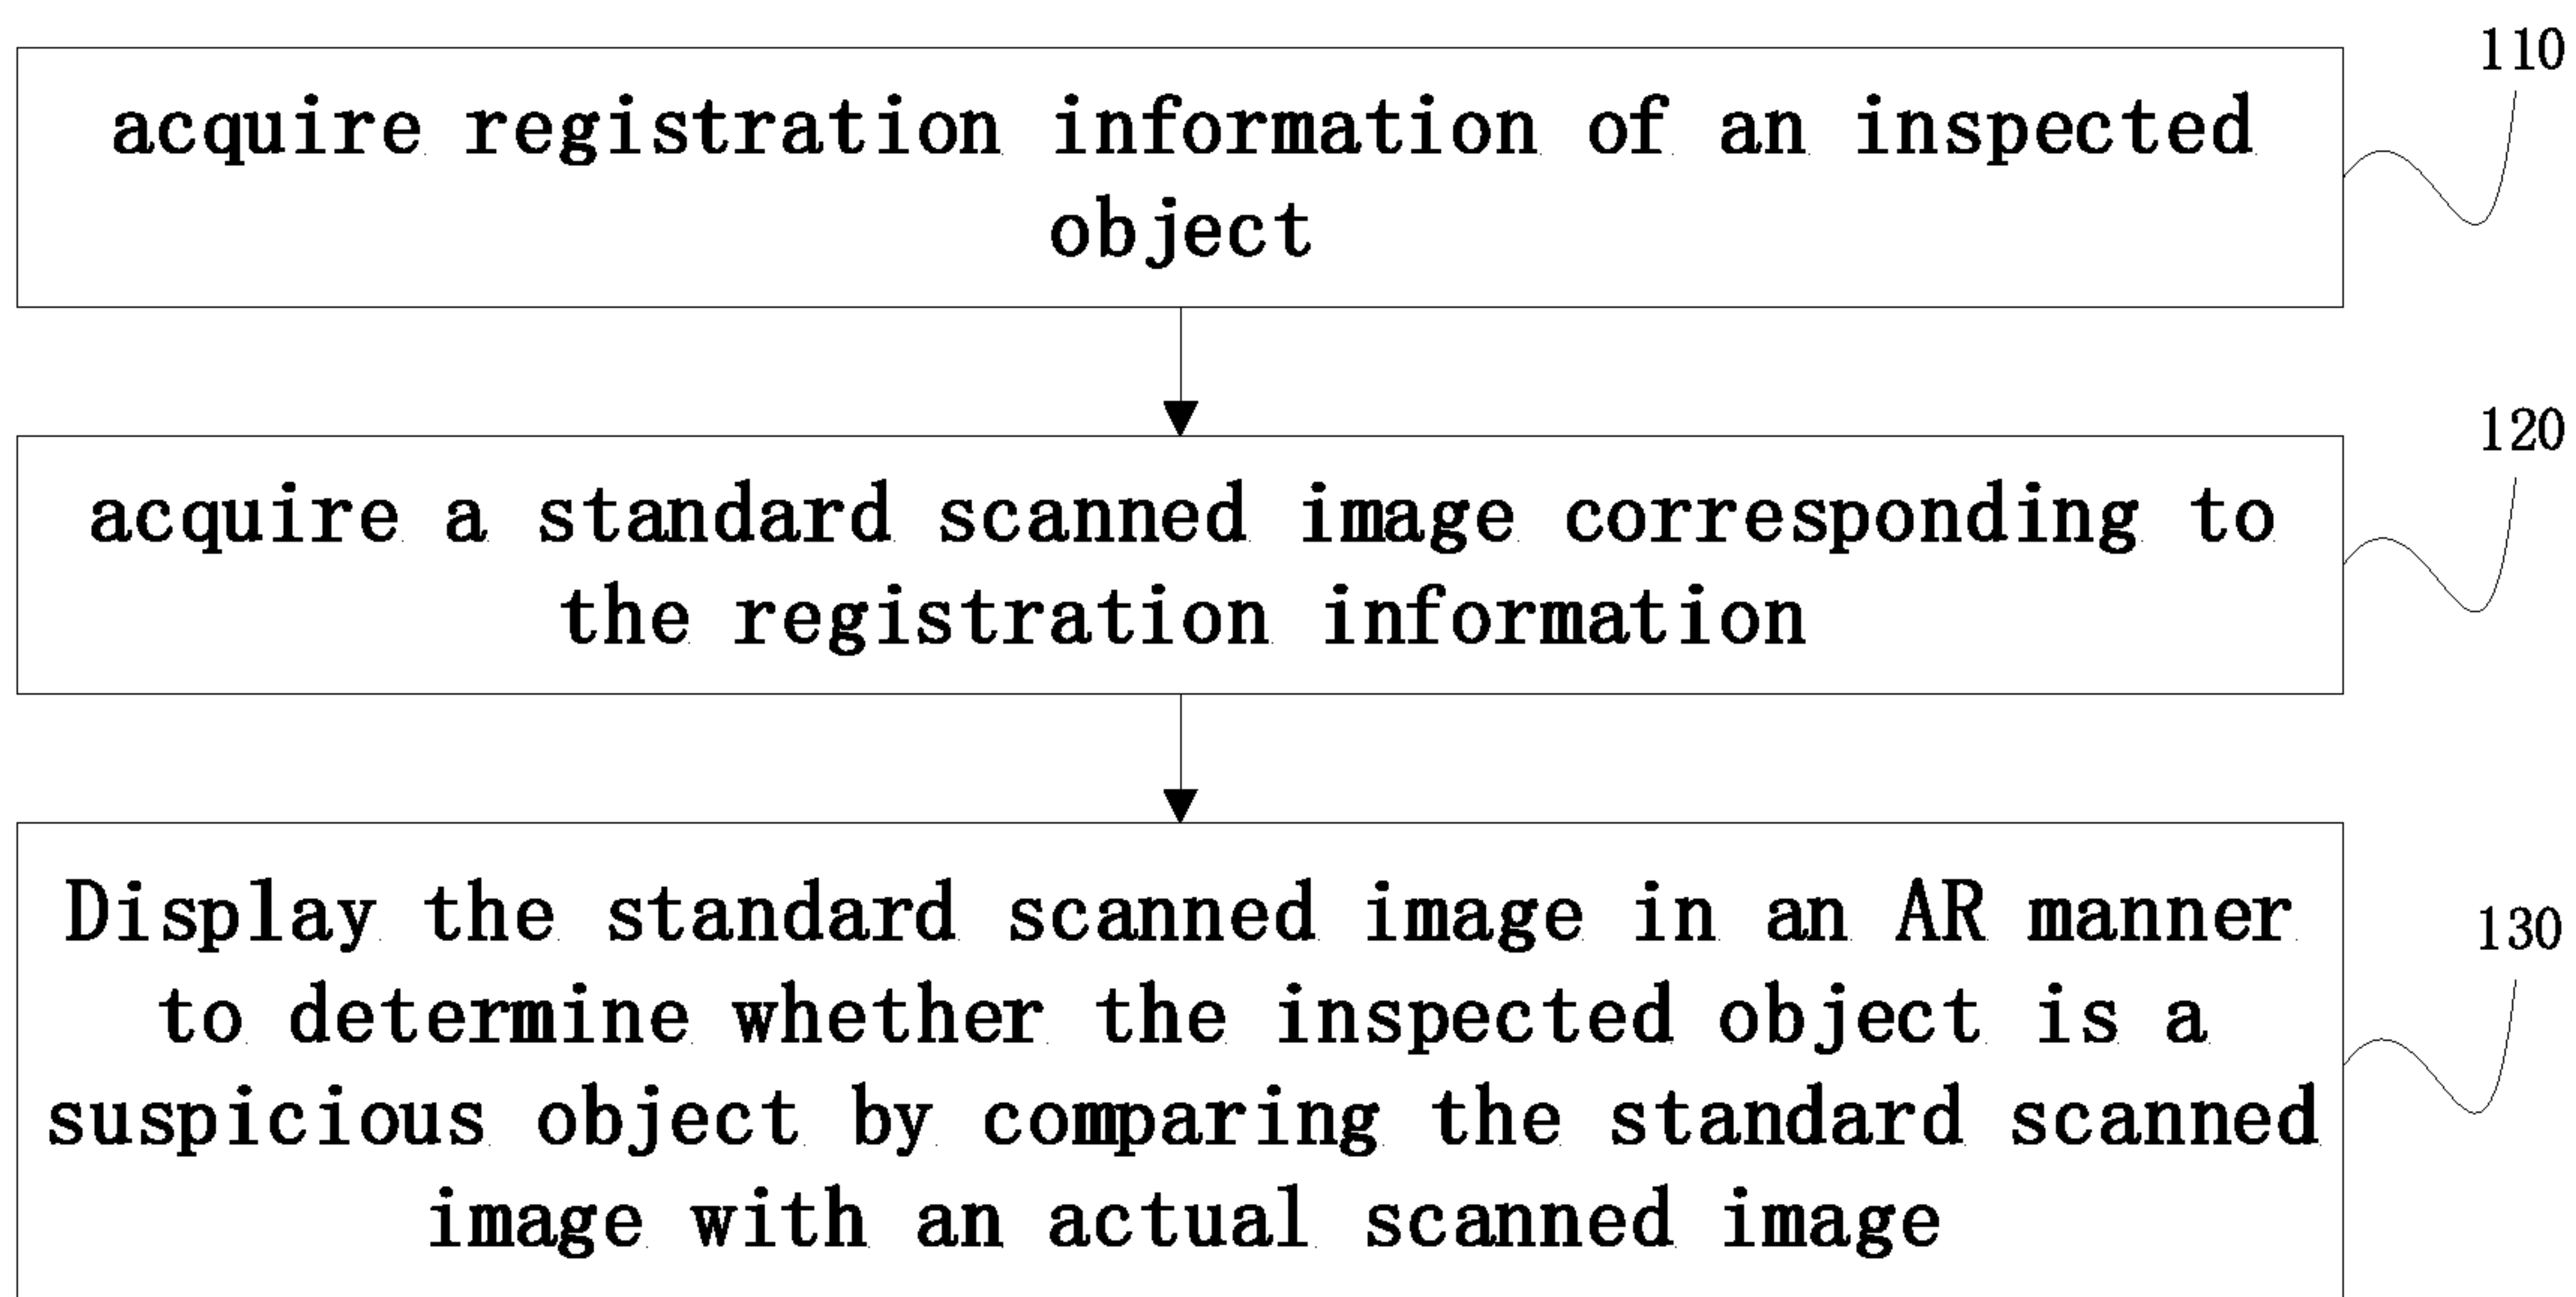 110
acquire registration information of an inspected
object
120
acquire a standard scanned image corresponding to
the registration information
130
Display the standard scanned image in an AR manner
to determine whether the inspected object is a
suspicious object by comparing the standard scanned
image with an actual scanned image